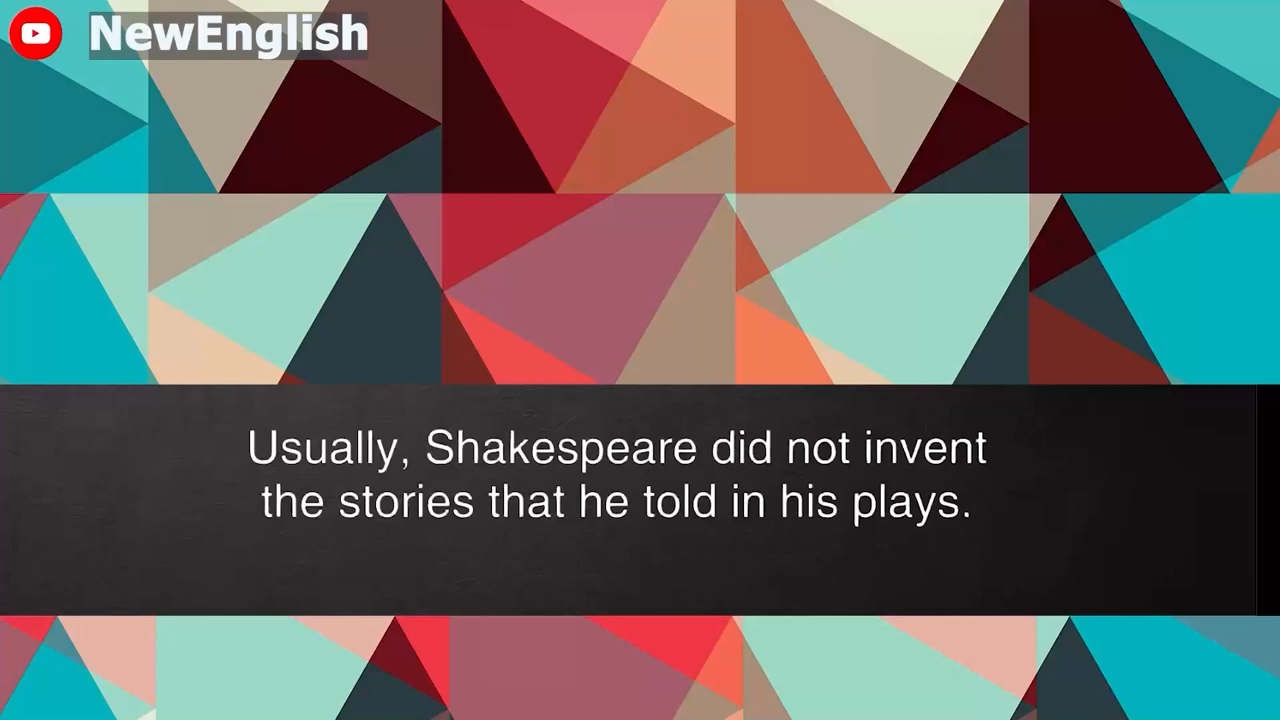 NewEnglish
Usually, Shakespeare did not invent
the stories that he told in his plays.